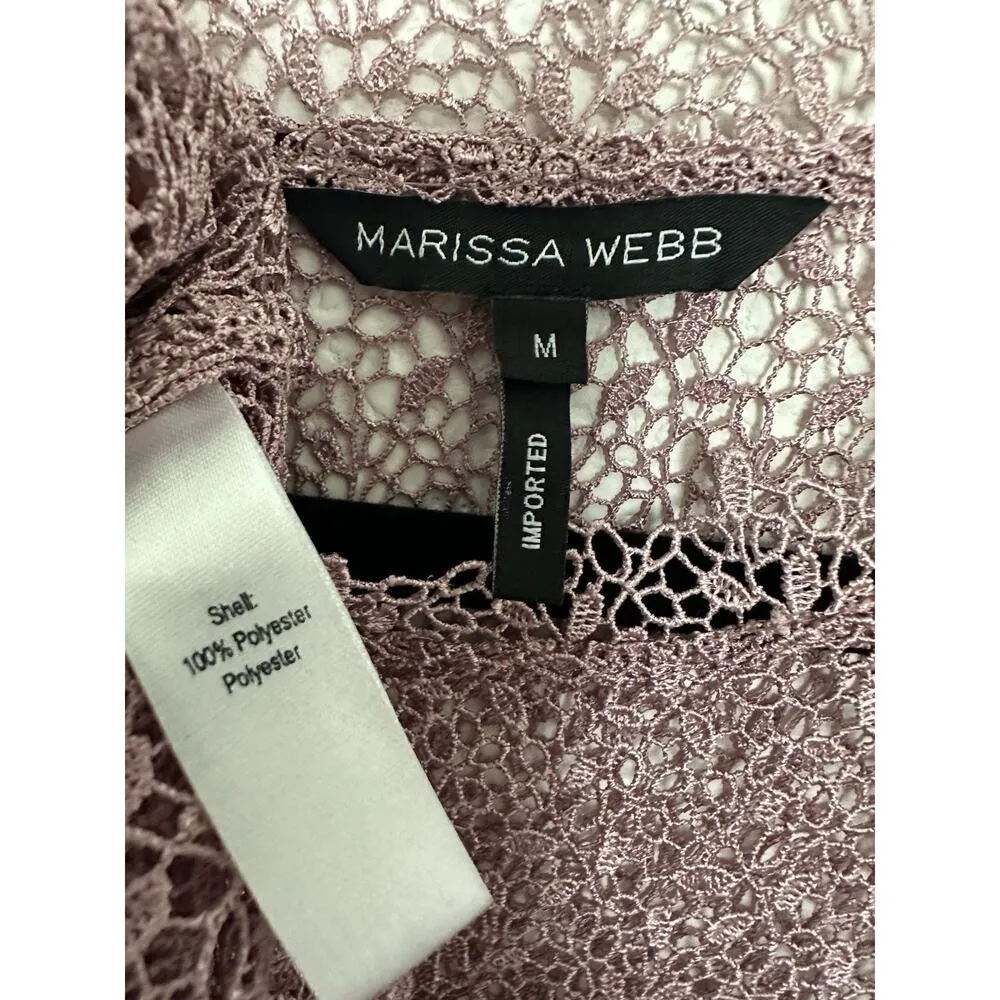 MARISSA WEBB
M
IMPORTED
Shell:
100% Polyester
Polyester